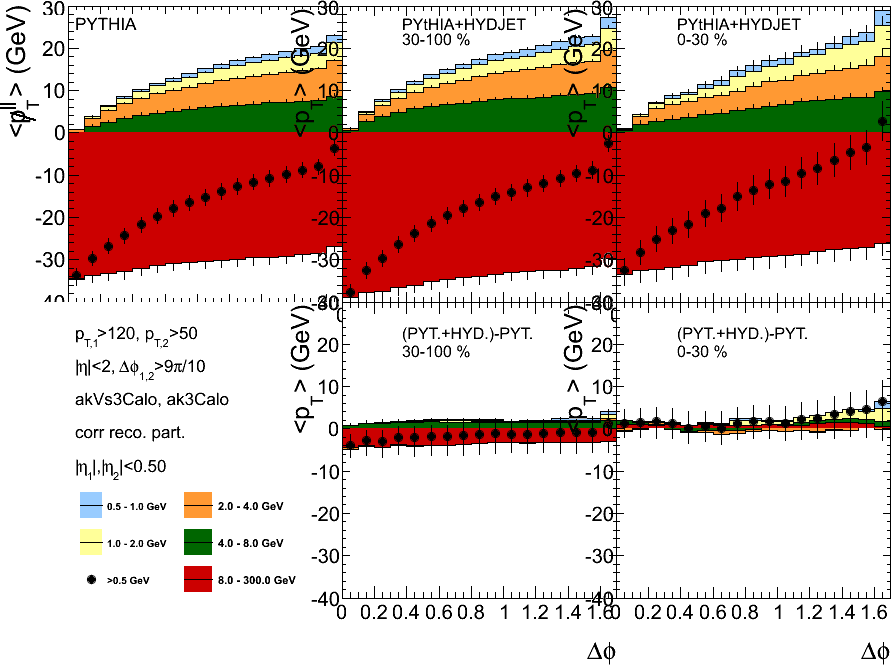 PYTHIA
PYtHIA+HYDJET
30-100 %
PYtHIA+HYDJET
0-30 %
30
20
10
0
-10
-20
-30
<p_T> (GeV)
<p_T> (GeV)
<p_T> (GeV)
p_T,1>120, p_T,2>50
|η|<2, Δϕ_1,2>9π/10
akVs3Calo, ak3Calo
corr reco. part.
|η_1|,|η_2|<0.50
0.5 - 1.0 GeV
2.0 - 4.0 GeV
1.0 - 2.0 GeV
4.0 - 8.0 GeV
>0.5 GeV
8.0 - 300.0 GeV
(PYT.+HYD.)-PYT.
30-100 %
(PYT.+HYD.)-PYT.
0-30 %
<p_T> (GeV)
<p_T> (GeV)
20
10
0
-10
-20
-30
-40
0 0.2 0.4 0.6 0.8 1 1.2 1.4 1.6
0.2 0.4 0.6 0.8 1 1.2 1.4 1.6
Δϕ
Δϕ